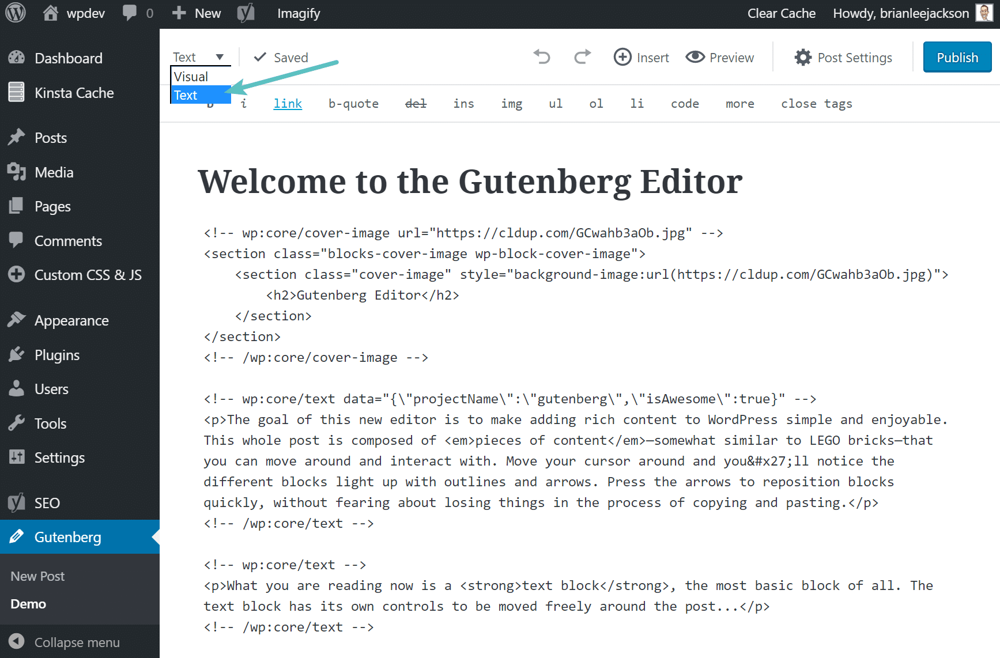 wpdev 0 New Imagify Clear Cache Howdy, brianleejackson
Dashboard
Kinsta Cache
Posts
Media
Pages
Comments
Custom CSS & JS
Appearance
Plugins
Users
Tools
Settings
SEO
Gutenberg
New Post
Demo
Collapse menu
Text Saved Insert Preview Post Settings Publish
Visual
Text
b i link b-quote del ins img ul ol li code more close tags
Welcome to the Gutenberg Editor
<!-- wp:core/cover-image url="https://cldup.com/GCwahb3aOb.jpg" -->
<section class="blocks-cover-image wp-block-cover-image">
    <section class="cover-image" style="background-image:url(https://cldup.com/GCwahb3aOb.jpg)">
        <h2>Gutenberg Editor</h2>
    </section>
</section>
<!-- /wp:core/cover-image -->
<!-- wp:core/text data="{\"projectName\":\"gutenberg\",\"isAwesome\":true}" -->
<p>The goal of this new editor is to make adding rich content to WordPress simple and enjoyable.
This whole post is composed of <em>pieces of content</em>—somewhat similar to LEGO bricks—that
you can move around and interact with. Move your cursor around and you&#x27;ll notice the
different blocks light up with outlines and arrows. Press the arrows to reposition blocks
quickly, without fearing about losing things in the process of copying and pasting.</p>
<!-- /wp:core/text -->
<!-- wp:core/text -->
<p>What you are reading now is a <strong>text block</strong>, the most basic block of all. The
text block has its own controls to be moved freely around the post...</p>
<!-- /wp:core/text -->